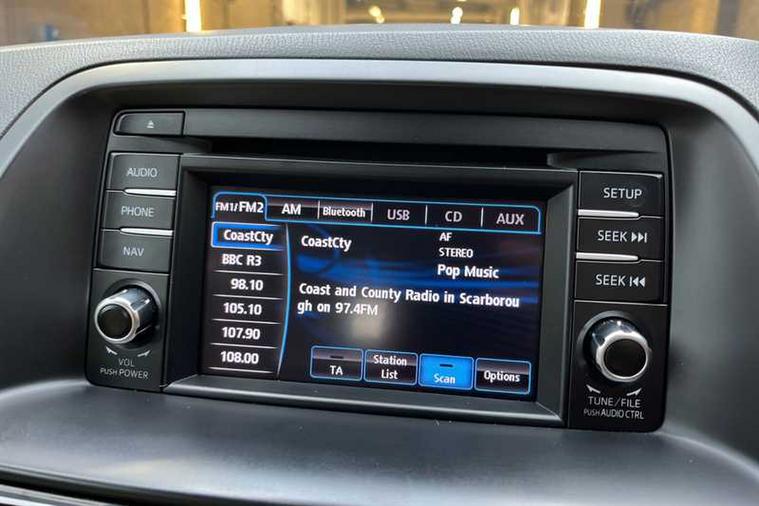 AUDIO
PHONE
NAV
VOL
PUSH POWER
FM1/FM2
AM
Bluetooth
USB
CD
AUX
CoastCty
BBC R3
98.10
105.10
107.90
108.00
CoastCty
AF
STEREO
Pop Music
Coast and County Radio in Scarborou
gh on 97.4FM
TA
Station
List
Scan
Options
SETUP
SEEK
SEEK
TUNE/FILE
PUSH AUDIO CTRL